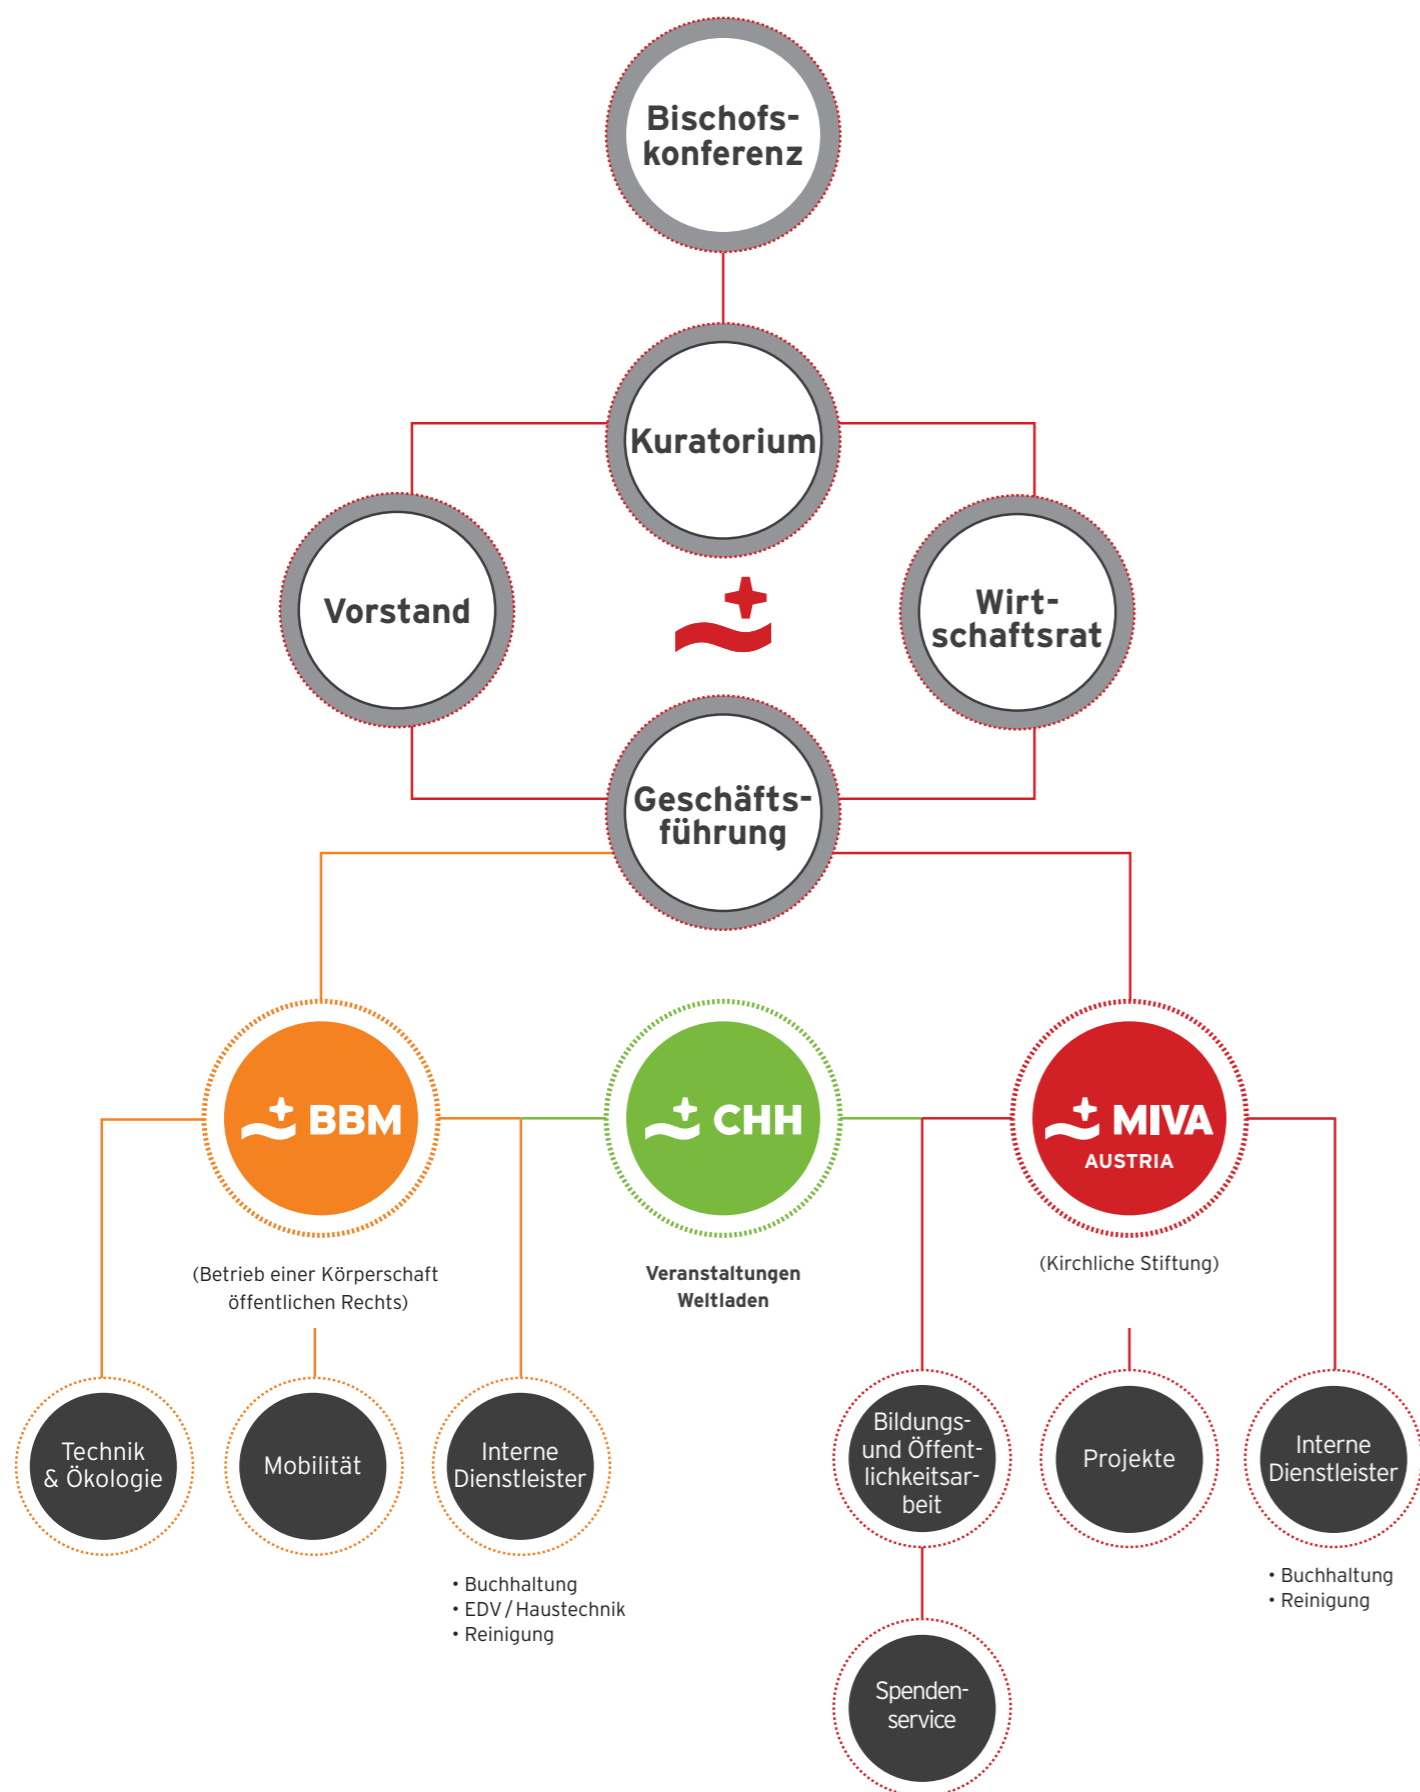 Bischofs-
konferenz
Kuratorium
Vorstand
Wirt-
schaftsrat
Geschäfts-
führung
BBM
CHH
MIVA
AUSTRIA
(Betrieb einer Körperschaft
öffentlichen Rechts)
Veranstaltungen
Weltladen
(Kirchliche Stiftung)
Technik
& Ökologie
Mobilität
Interne
Dienstleister
• Buchhaltung
• EDV / Haustechnik
• Reinigung
Bildungs-
und Öffent-
lichkeitsar-
beit
Projekte
Interne
Dienstleister
• Buchhaltung
• Reinigung
Spenden-
service